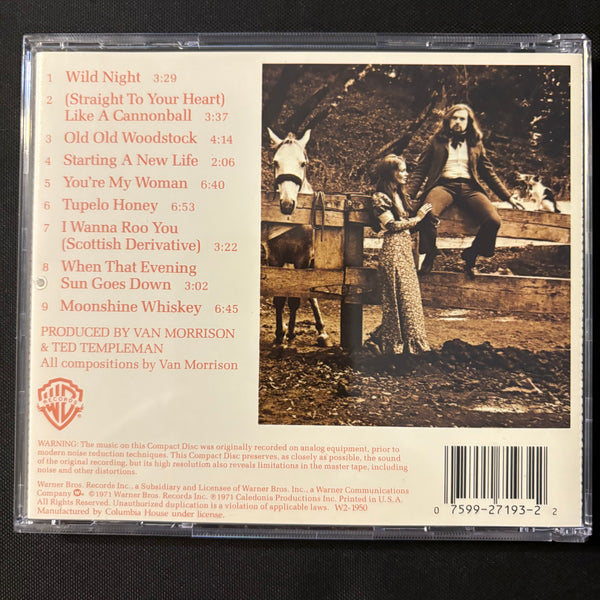 1 Wild Night 3:29
2 (Straight To Your Heart)
Like A Cannonball 3:37
3 Old Old Woodstock 4:14
4 Starting A New Life 2:06
5 You're My Woman 6:40
6 Tupelo Honey 6:53
7 I Wanna Roo You
(Scottish Derivative) 3:22
8 When That Evening
Sun Goes Down 3:02
9 Moonshine Whiskey 6:45
PRODUCED BY VAN MORRISON
& TED TEMPLEMAN
All compositions by Van Morrison
RECORDS
WARNING: The music on this Compact Disc was originally recorded on analog equipment, prior to
modern noise reduction techniques. This Compact Disc preserves, as closely as possible, the sound
of the original recording, but its high resolution also reveals limitations in the master tape, including
noise and other distortions.
Warner Bros. Records Inc., a Subsidiary and Licensee of Warner Bros. Inc., a Warner Communications
Company ©1971 Warner Bros. Records Inc. ℗1971 Caledonia Productions Inc. Printed in U.S.A.
All Rights Reserved. Unauthorized duplication is a violation of applicable laws. W2-1950
Manufactured by Columbia House under license.
0 7599-27193-2 2